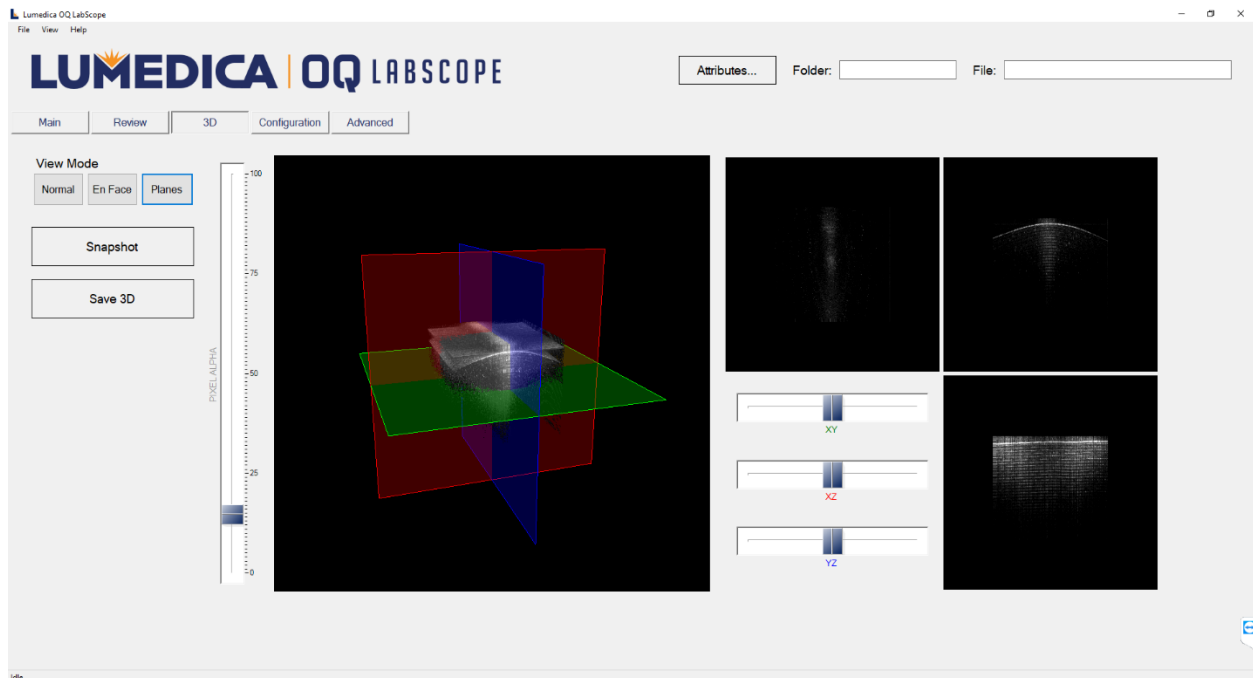 Lumedica OQ LabScope
File View Help
LUMEDICA | OQ LABSCOPE
Attributes... Folder: File:
Main Review 3D Configuration Advanced
View Mode
Normal En Face Planes
Snapshot
Save 3D
PIXEL ALPHA
100
75
50
25
0
XY
XZ
YZ
idle